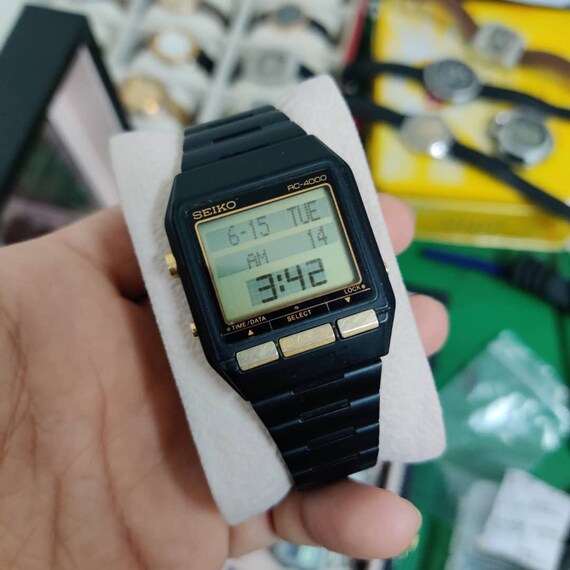 SEIKO RC-4000
6-15 TUE
AM 14
3:42
TIME/DATA SELECT LOCK